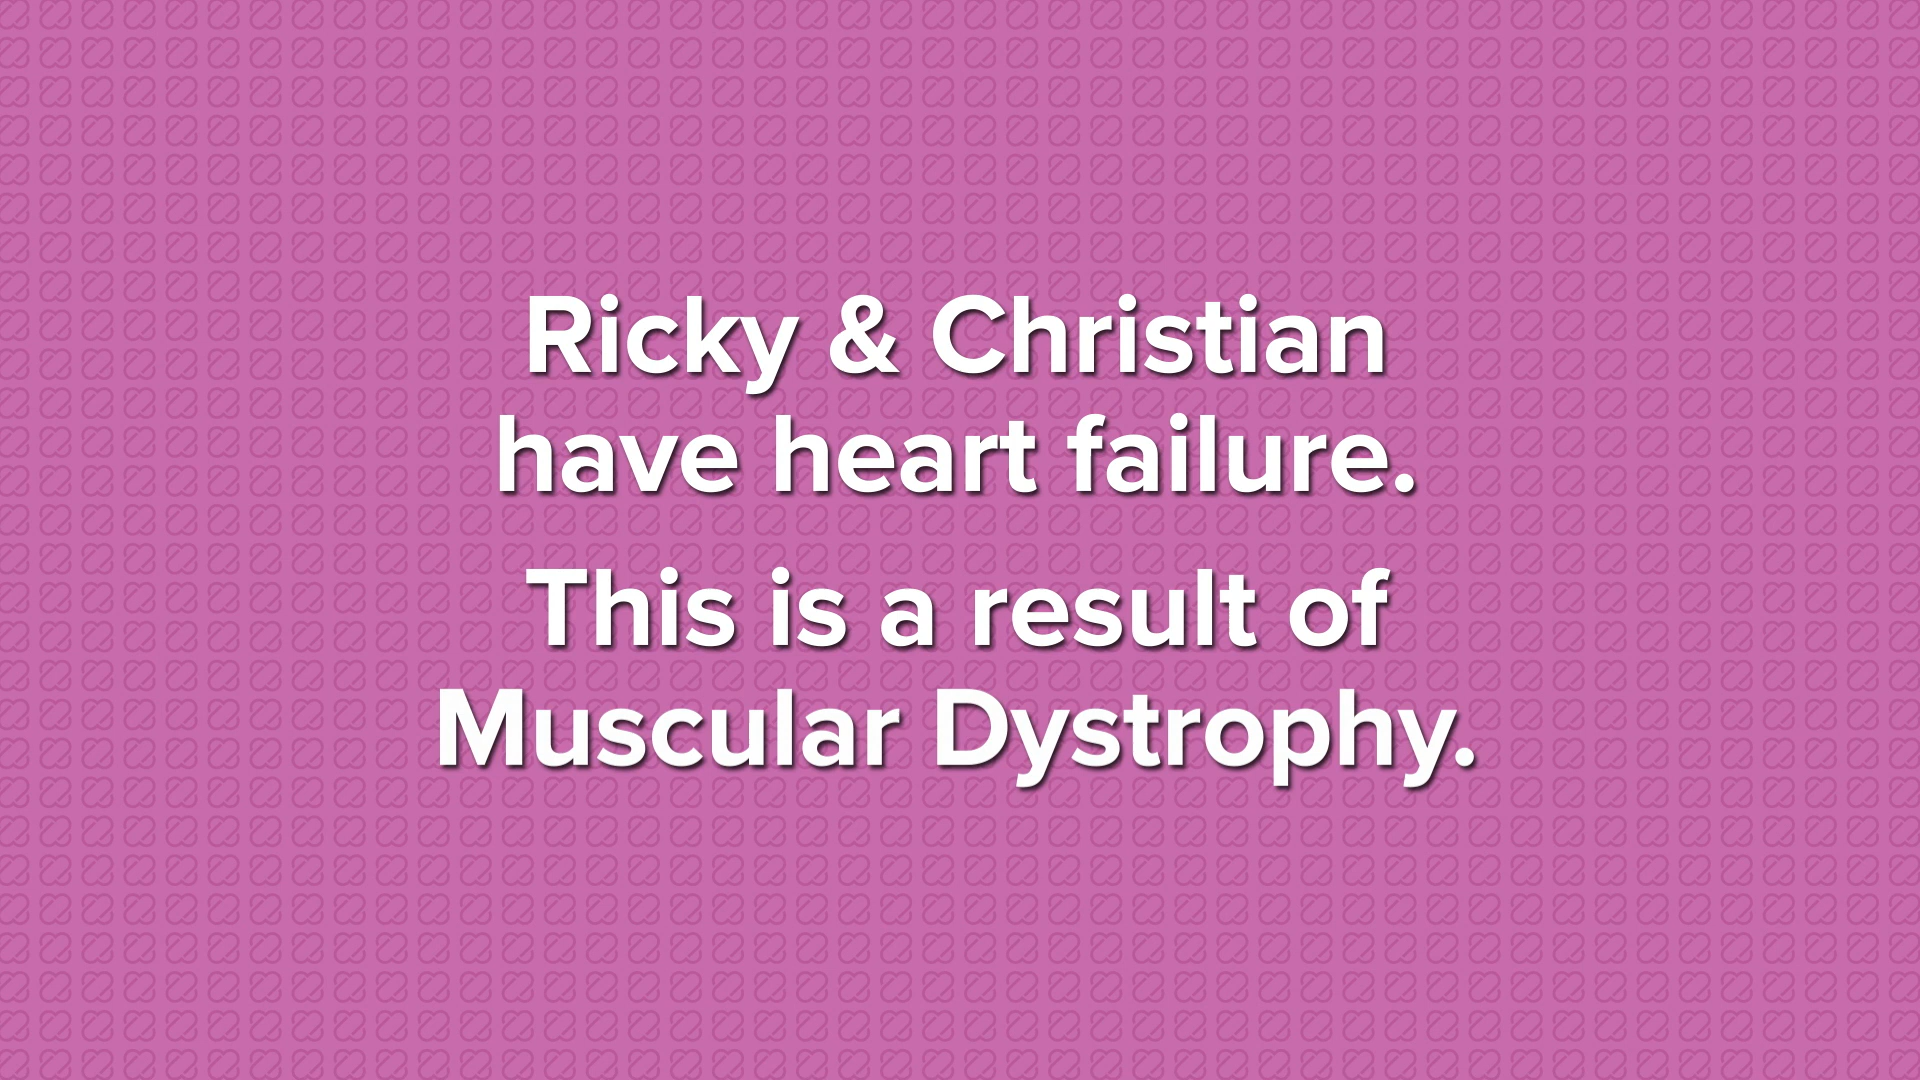 Ricky & Christian
have heart failure.
This is a result of
Muscular Dystrophy.